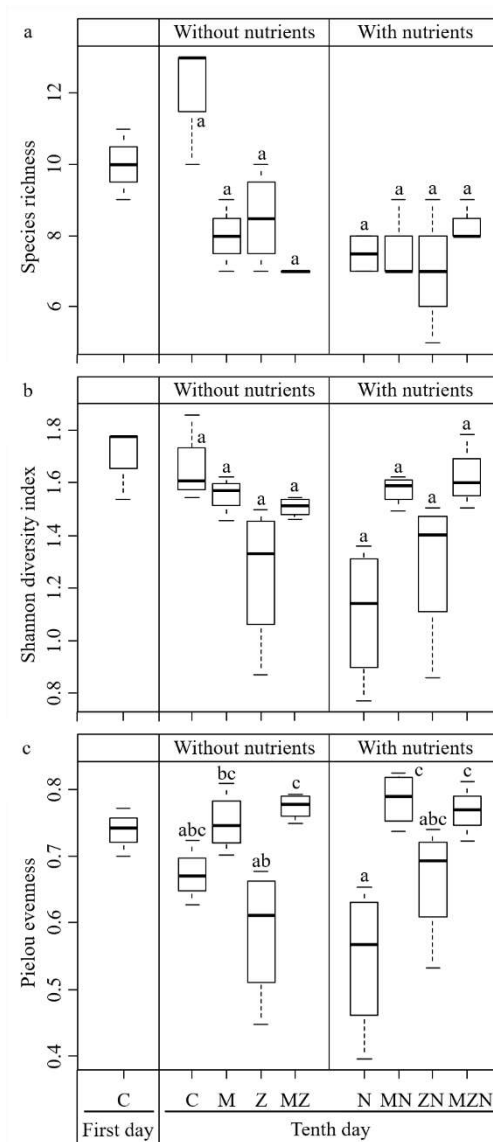 a
Without nutrients
With nutrients
Species richness
12
10
8
6
a
a
a
a
a
a
a
a
b
Without nutrients
With nutrients
Shannon diversity index
1.8
1.6
1.4
1.2
1.0
0.8
a
a
a
a
a
a
a
a
c
Without nutrients
With nutrients
Pielou evenness
0.8
0.7
0.6
0.5
0.4
abc
bc
ab
c
a
c
abc
c
C
C M Z MZ N MN ZN MZN
First day
Tenth day